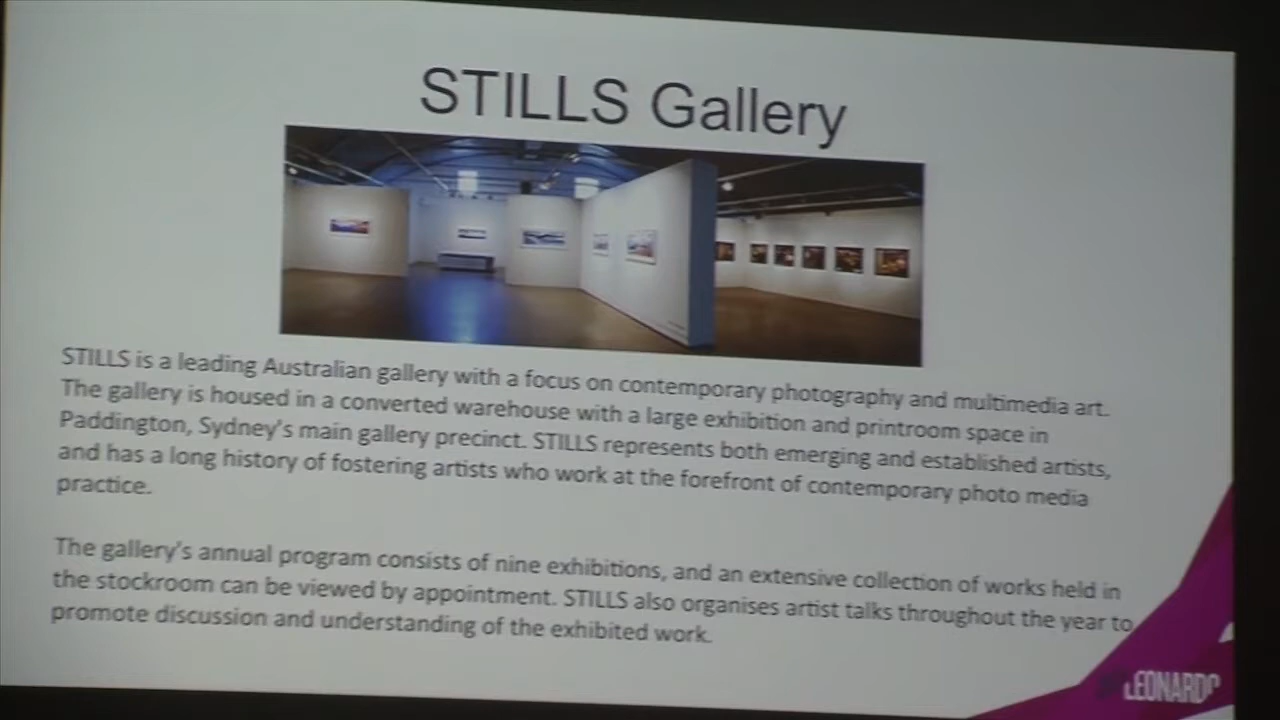 STILLS Gallery
STILLS is a leading Australian gallery with a focus on contemporary photography and multimedia art.
The gallery is housed in a converted warehouse with a large exhibition and printroom space in
Paddington, Sydney's main gallery precinct. STILLS represents both emerging and established artists,
and has a long history of fostering artists who work at the forefront of contemporary photo media
practice.
The gallery's annual program consists of nine exhibitions, and an extensive collection of works held in
the stockroom can be viewed by appointment. STILLS also organises artist talks throughout the year to
promote discussion and understanding of the exhibited work.
LEONARDO